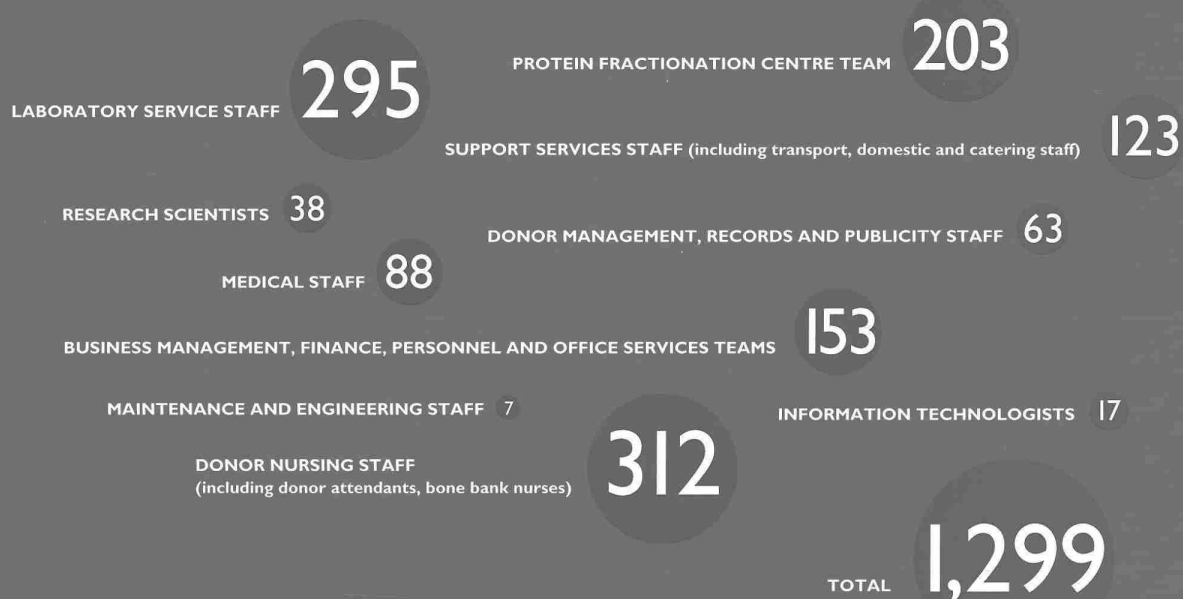 PROTEIN FRACTIONATION CENTRE TEAM 203
LABORATORY SERVICE STAFF 295
SUPPORT SERVICES STAFF (including transport, domestic and catering staff) 123
RESEARCH SCIENTISTS 38
DONOR MANAGEMENT, RECORDS AND PUBLICITY STAFF 63
MEDICAL STAFF 88
BUSINESS MANAGEMENT, FINANCE, PERSONNEL AND OFFICE SERVICES TEAMS 153
MAINTENANCE AND ENGINEERING STAFF 7
INFORMATION TECHNOLOGISTS 17
DONOR NURSING STAFF
(including donor attendants, bone bank nurses) 312
TOTAL 1,299